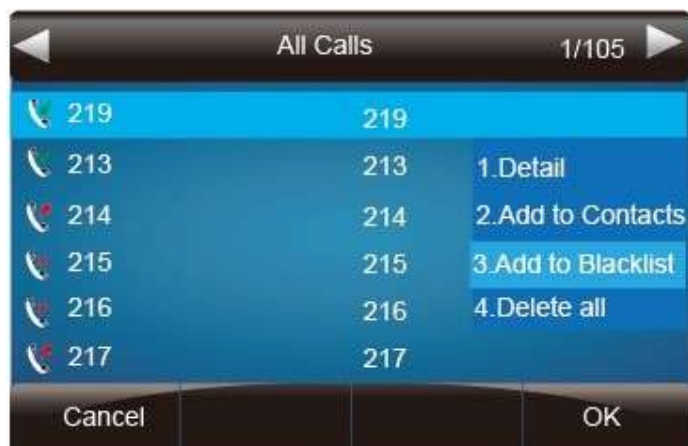 All Calls 1/105
219 219
213 213 1.Detail
214 214 2.Add to Contacts
215 215 3.Add to Blacklist
216 216 4.Delete all
217 217
Cancel OK